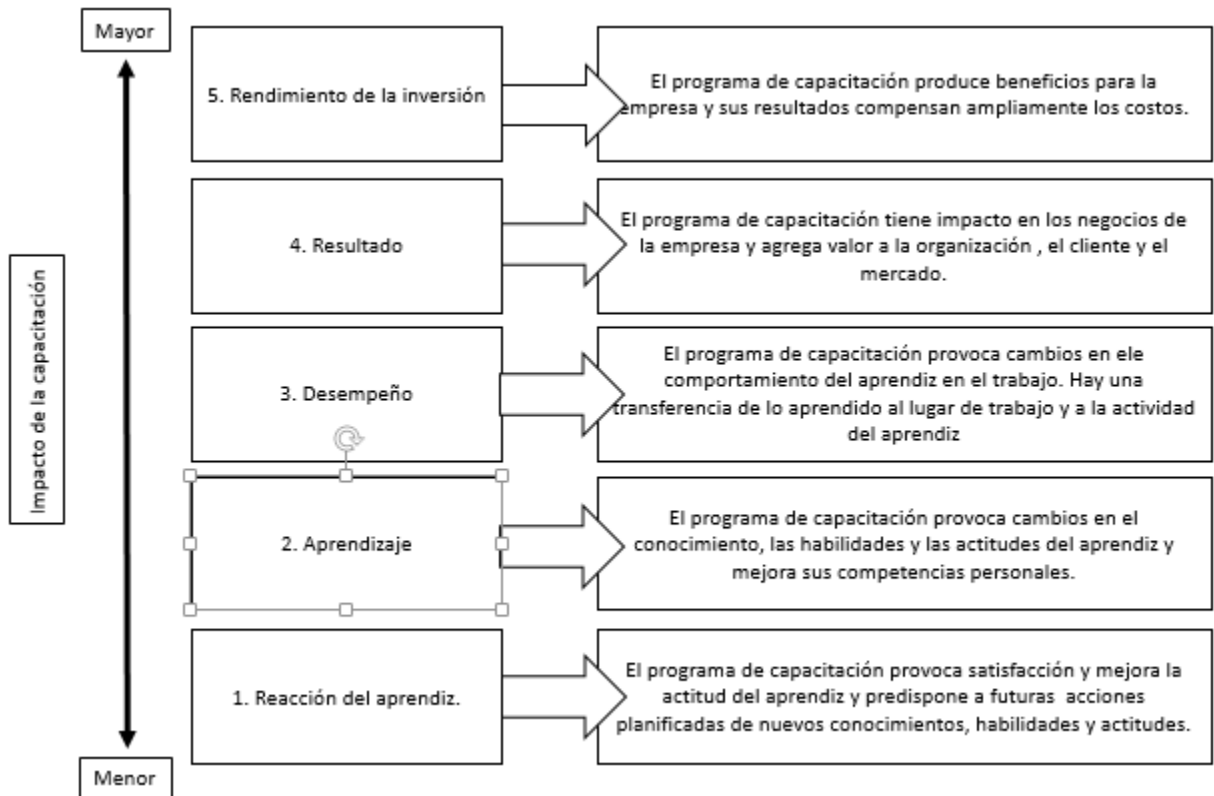 Mayor
5. Rendimiento de la inversión
El programa de capacitación produce beneficios para la
empresa y sus resultados compensan ampliamente los costos.
4. Resultado
El programa de capacitación tiene impacto en los negocios de
la empresa y agrega valor a la organización , el cliente y el
mercado.
Impacto de la capacitación
3. Desempeño
El programa de capacitación provoca cambios en ele
comportamiento del aprendiz en el trabajo. Hay una
transferencia de lo aprendido al lugar de trabajo y a la actividad
del aprendiz
2. Aprendizaje
El programa de capacitación provoca cambios en el
conocimiento, las habilidades y las actitudes del aprendiz y
mejora sus competencias personales.
1. Reacción del aprendiz.
El programa de capacitación provoca satisfacción y mejora la
actitud del aprendiz y predispone a futuras  acciones
planificadas de nuevos conocimientos, habilidades y actitudes.
Menor